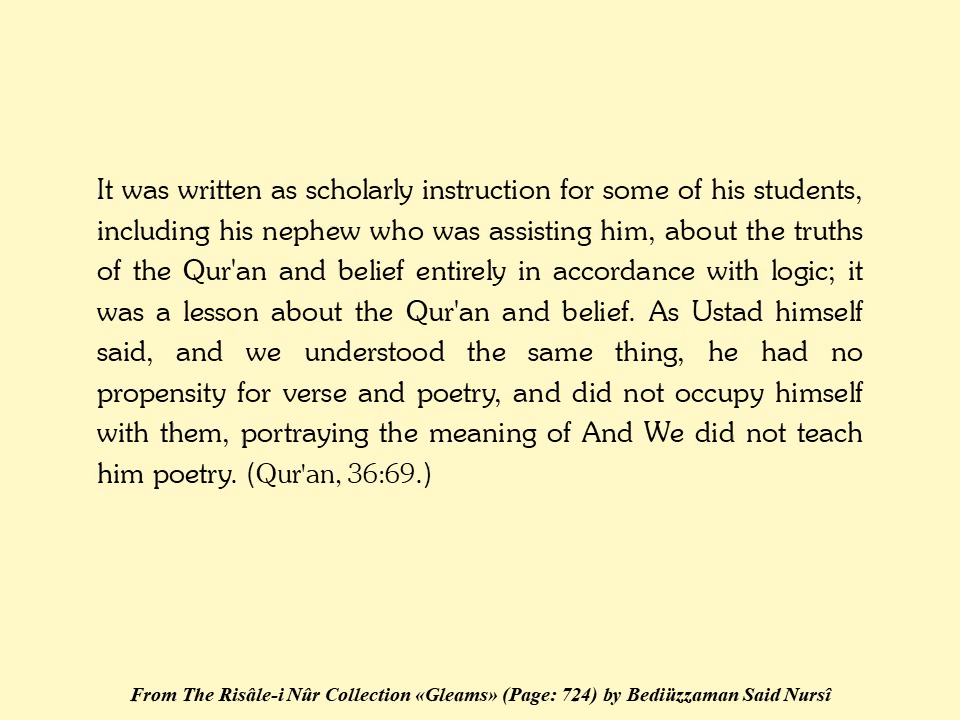 It was written as scholarly instruction for some of his students,
including his nephew who was assisting him, about the truths
of the Qur'an and belief entirely in accordance with logic; it
was a lesson about the Qur'an and belief. As Ustad himself
said, and we understood the same thing, he had no
propensity for verse and poetry, and did not occupy himself
with them, portraying the meaning of And We did not teach
him poetry. (Qur'an, 36:69.)
From The Risâle-i Nûr Collection «Gleams» (Page: 724) by Bediüzzaman Said Nursî